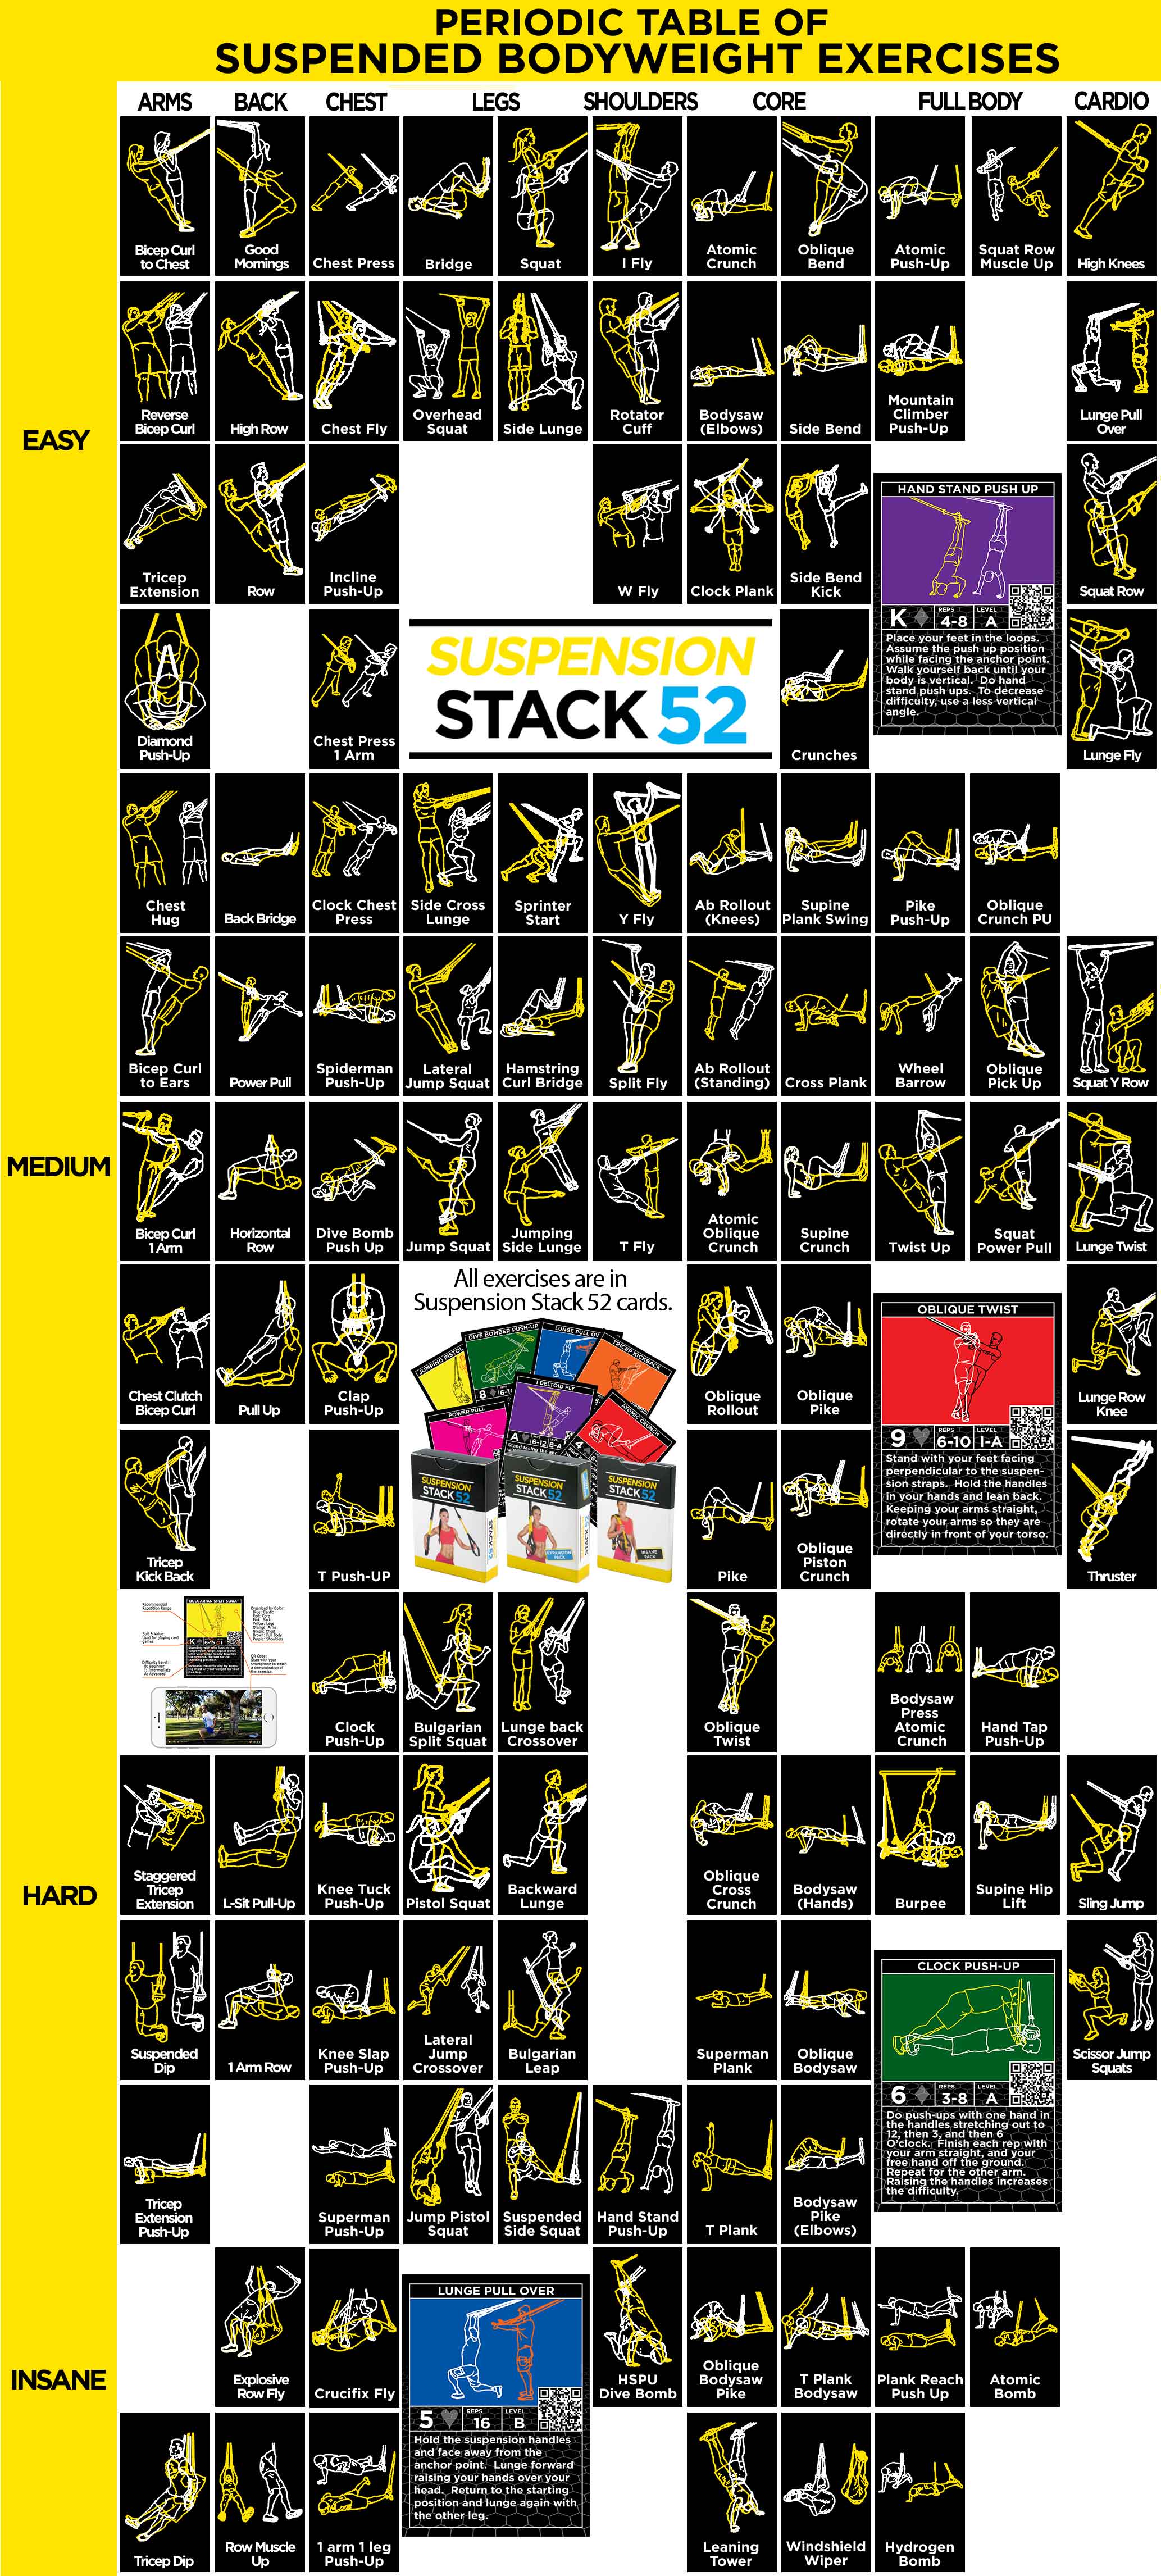 PERIODIC TABLE OF
SUSPENDED BODYWEIGHT EXERCISES
ARMS BACK CHEST LEGS SHOULDERS CORE FULL BODY CARDIO
EASY
Bicep Curl
to Chest
Good
Mornings
Chest Press
Bridge
Squat
I Fly
Atomic
Crunch
Oblique
Bend
Atomic
Push-Up
Squat Row
Muscle Up
High Knees
Reverse
Bicep Curl
High Row
Chest Fly
Overhead
Squat
Side Lunge
Rotator
Cuff
Bodysaw
(Elbows)
Side Bend
Mountain
Climber
Push-Up
Lunge Pull
Over
Tricep
Extension
Row
Incline
Push-Up
W Fly
Clock Plank
Side Bend
Kick
HAND STAND PUSH UP
K
REPS
4-8
LEVEL
A
Place your feet in the loops.
Assume the push up position
while facing the anchor point.
Walk yourself back until your
body is vertical. Do hand
stand push ups. To decrease
difficulty, use a less vertical
angle.
Squat Row
Diamond
Push-Up
Chest Press
1 Arm
SUSPENSION
STACK 52
Crunches
Lunge Fly
Chest
Hug
Back Bridge
Clock Chest
Press
Side Cross
Lunge
Sprinter
Start
Y Fly
Ab Rollout
(Knees)
Supine
Plank Swing
Pike
Push-Up
Oblique
Crunch PU
MEDIUM
Bicep Curl
to Ears
Power Pull
Spiderman
Push-Up
Lateral
Jump Squat
Hamstring
Curl Bridge
Split Fly
Ab Rollout
(Standing)
Cross Plank
Wheel
Barrow
Oblique
Pick Up
Squat Y Row
Bicep Curl
1 Arm
Horizontal
Row
Dive Bomb
Push Up
Jump Squat
Jumping
Side Lunge
T Fly
Atomic
Oblique
Crunch
Supine
Crunch
Twist Up
Squat
Power Pull
Lunge Twist
Chest Clutch
Bicep Curl
Pull Up
Clap
Push-Up
All exercises are in
Suspension Stack 52 cards.
JUMPING PISTOL
DIVE BOMBER PUSH-UP
LUNGE PULL OV
TRICEP KICKBACK
POWER PULL
I DELTOID FLY
ATOMIC CRUNCH
SUSPENSION
STACK 52
SUSPENSION
STACK 52
EXPANSION
PACK
SUSPENSION
STACK 52
INSANE
PACK
Oblique
Rollout
Oblique
Pike
OBLIQUE TWIST
9
REPS
6-10
LEVEL
I-A
Stand with your feet facing
perpendicular to the suspen-
sion straps. Hold the handles
in your hands and lean back.
Keeping your arms straight,
rotate your arms so they are
directly in front of your torso.
Lunge Row
Knee
Tricep
Kick Back
T Push-UP
Pike
Oblique
Piston
Crunch
Thruster
Recommended
Repetition Range
Suit & Value:
Used for playing card
games
Difficulty Level:
B: Beginner
I: Intermediate
A: Advanced
BULGARIAN SPLIT SQUAT
Organized by Color:
Blue: Cardio
Red: Core
Pink: Back
Yellow: Legs
Orange: Arms
Green: Chest
Brown: Full Body
Purple: Shoulders
QR Code:
Scan with your
smartphone to watch
a demonstration of
the exercise.
Clock
Push-Up
Bulgarian
Split Squat
Lunge back
Crossover
Oblique
Twist
Bodysaw
Press
Atomic
Crunch
Hand Tap
Push-Up
HARD
Staggered
Tricep
Extension
L-Sit Pull-Up
Knee Tuck
Push-Up
Pistol Squat
Backward
Lunge
Oblique
Cross
Crunch
Bodysaw
(Hands)
Burpee
Supine Hip
Lift
Sling Jump
Suspended
Dip
1 Arm Row
Knee Slap
Push-Up
Lateral
Jump
Crossover
Bulgarian
Leap
Superman
Plank
Oblique
Bodysaw
CLOCK PUSH-UP
6
REPS
3-8
LEVEL
A
Do push-ups with one hand in
the handles stretching out to
12, then 3, and then 6
O'clock. Finish each rep with
your arm straight, and your
free hand off the ground.
Repeat for the other arm.
Raising the handles increases
the difficulty.
Scissor Jump
Squats
Tricep
Extension
Push-Up
Superman
Push-Up
Jump Pistol
Squat
Suspended
Side Squat
Hand Stand
Push-Up
T Plank
Bodysaw
Pike
(Elbows)
INSANE
Explosive
Row Fly
Crucifix Fly
LUNGE PULL OVER
5
REPS
16
LEVEL
B
Hold the suspension handles
and face away from the
anchor point. Lunge forward
raising your hands over your
head. Return to the starting
position and lunge again with
the other leg.
HSPU
Dive Bomb
Oblique
Bodysaw
Pike
T Plank
Bodysaw
Plank Reach
Push Up
Atomic
Bomb
Tricep Dip
Row Muscle
Up
1 arm 1 leg
Push-Up
Leaning
Tower
Windshield
Wiper
Hydrogen
Bomb